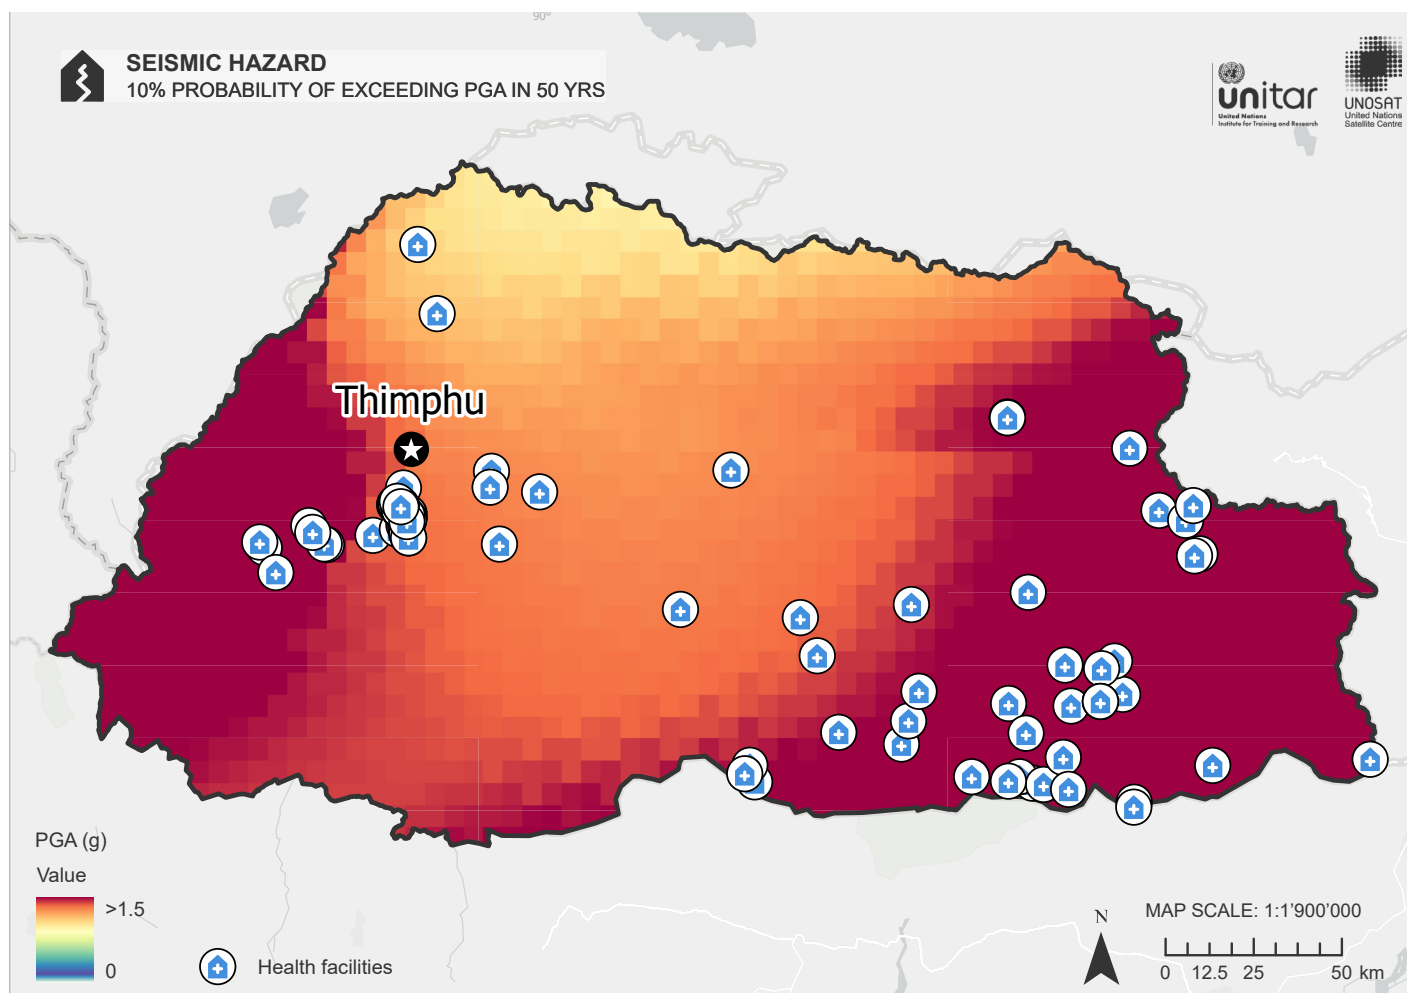 90°
SEISMIC HAZARD
10% PROBABILITY OF EXCEEDING PGA IN 50 YRS
unitar
United Nations
Institute for Training and Research
UNOSAT
United Nations
Satellite Centre
Thimphu
PGA (g)
Value
>1.5
0
Health facilities
N
MAP SCALE: 1:1'900'000
0 12.5 25 50 km